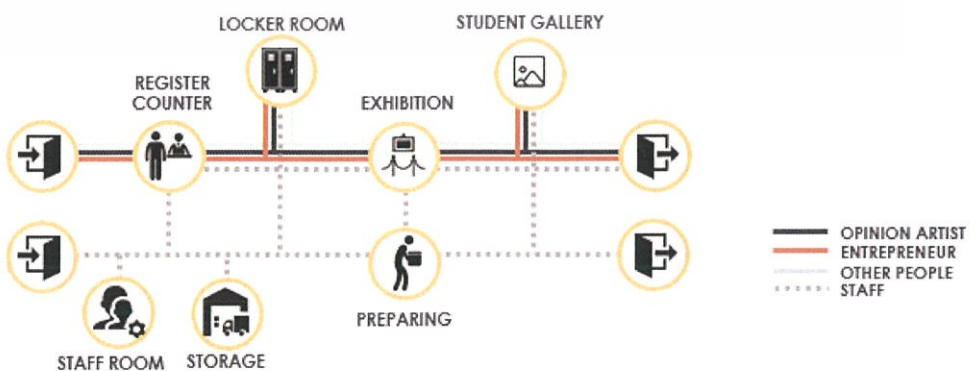 LOCKER ROOM
STUDENT GALLERY
REGISTER
COUNTER
EXHIBITION
OPINION ARTIST
ENTREPRENEUR
OTHER PEOPLE
STAFF
PREPARING
STAFF ROOM
STORAGE